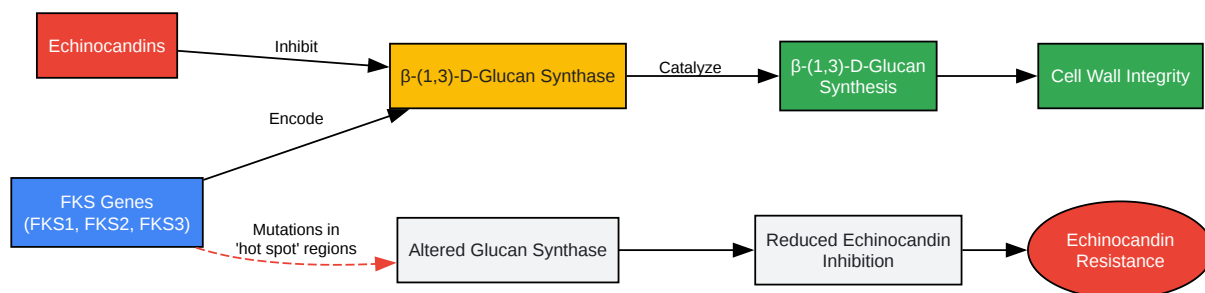 Echinocandins
Inhibit
β-(1,3)-D-Glucan Synthase
Catalyze
β-(1,3)-D-Glucan
Synthesis
Cell Wall Integrity
Encode
FKS Genes
(FKS1, FKS2, FKS3)
Mutations in
'hot spot' regions
Altered Glucan Synthase
Reduced Echinocandin
Inhibition
Echinocandin
Resistance